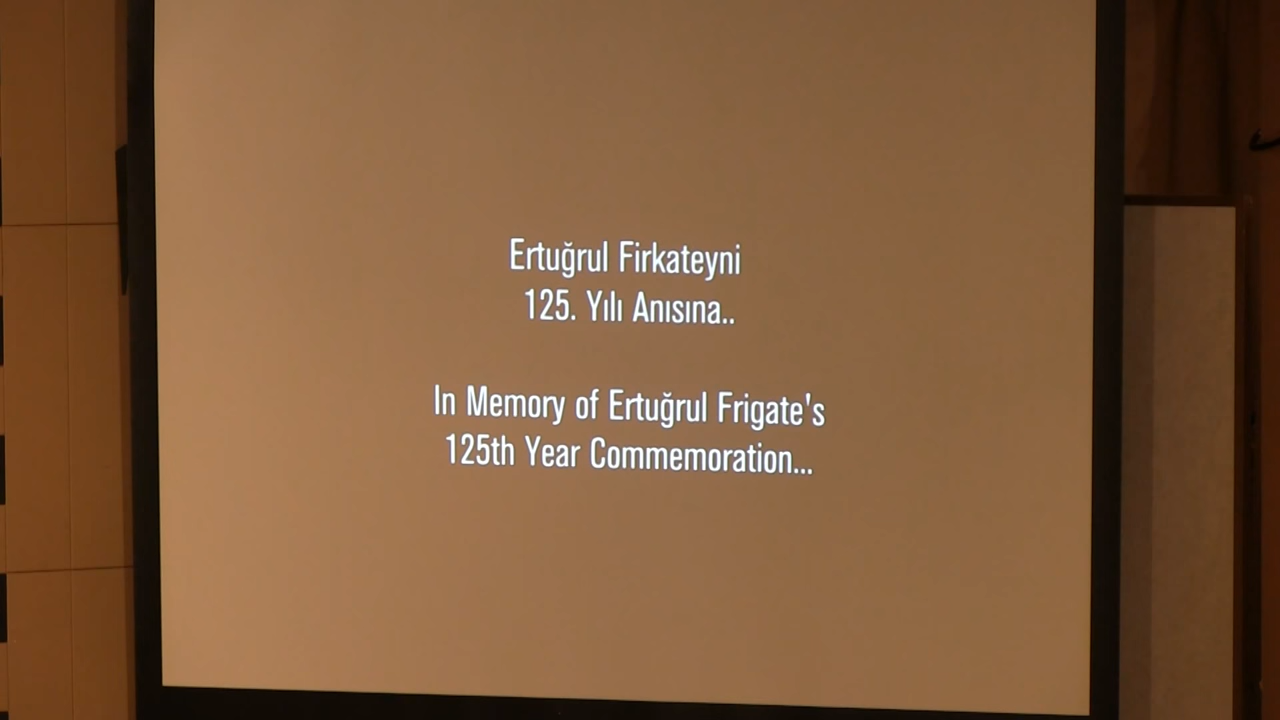 Ertuğrul Firkateyni
125. Yılı Anısına..
In Memory of Ertuğrul Frigate's
125th Year Commemoration...